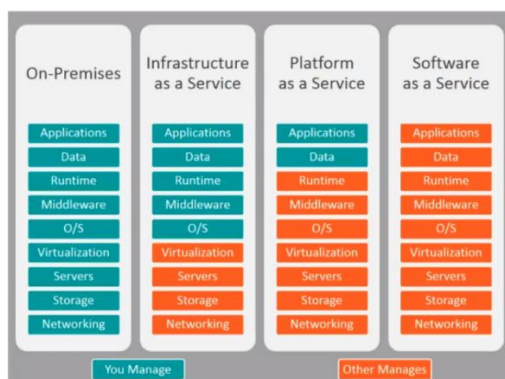 On-Premises
Applications
Data
Runtime
Middleware
O/S
Virtualization
Servers
Storage
Networking
Infrastructure
as a Service
Applications
Data
Runtime
Middleware
O/S
Virtualization
Servers
Storage
Networking
Platform
as a Service
Applications
Data
Runtime
Middleware
O/S
Virtualization
Servers
Storage
Networking
Software
as a Service
Applications
Data
Runtime
Middleware
O/S
Virtualization
Servers
Storage
Networking
You Manage
Other Manages